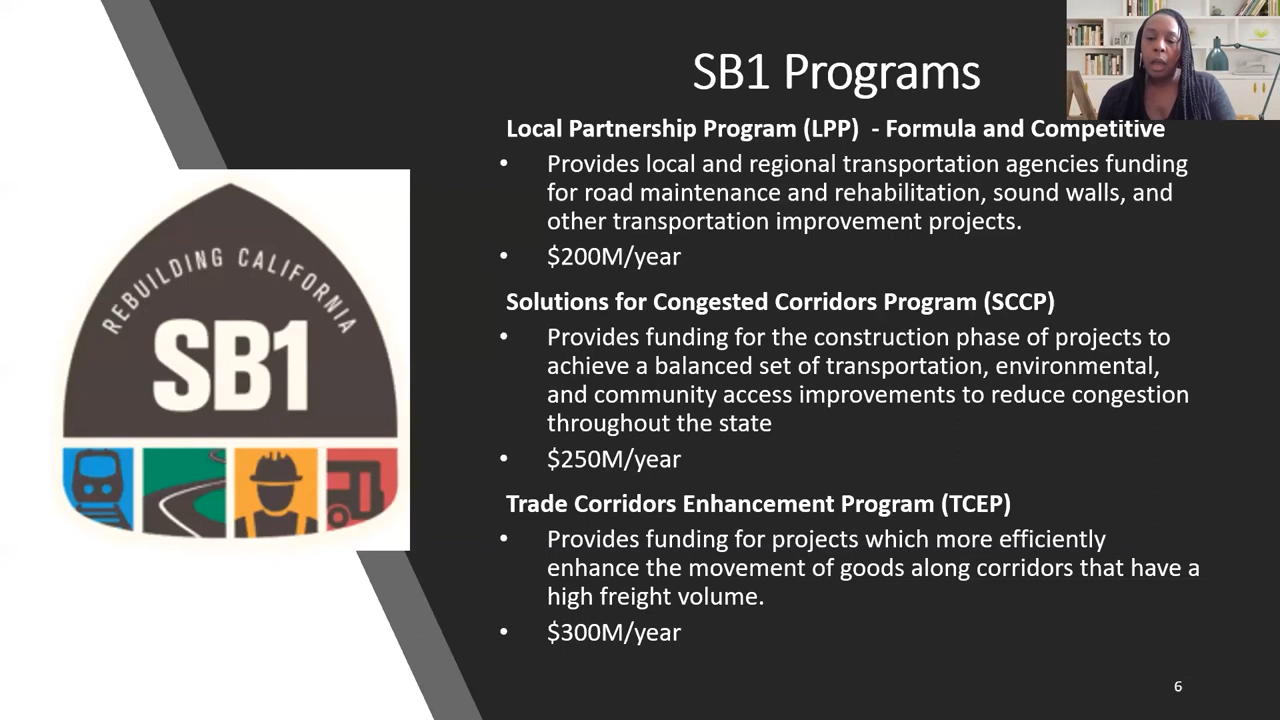 SB1 Programs
Local Partnership Program (LPP)  - Formula and Competitive
• Provides local and regional transportation agencies funding
for road maintenance and rehabilitation, sound walls, and
other transportation improvement projects.
• $200M/year
REBUILDING CALIFORNIA
SB1
Solutions for Congested Corridors Program (SCCP)
• Provides funding for the construction phase of projects to
achieve a balanced set of transportation, environmental,
and community access improvements to reduce congestion
throughout the state
• $250M/year
Trade Corridors Enhancement Program (TCEP)
• Provides funding for projects which more efficiently
enhance the movement of goods along corridors that have a
high freight volume.
• $300M/year
6